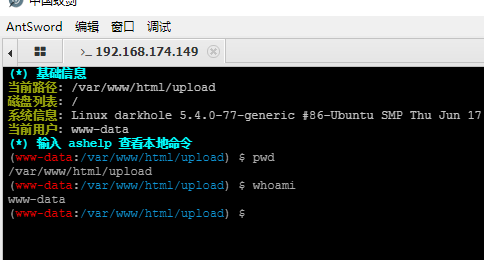 中国蚁剑
AntSword 编辑 窗口 调试
>_ 192.168.174.149
(*) 基础信息
当前路径: /var/www/html/upload
磁盘列表: /
系统信息: Linux darkhole 5.4.0-77-generic #86-Ubuntu SMP Thu Jun 17
当前用户: www-data
(*) 输入 ashelp 查看本地命令
(www-data:/var/www/html/upload) $ pwd
/var/www/html/upload
(www-data:/var/www/html/upload) $ whoami
www-data
(www-data:/var/www/html/upload) $